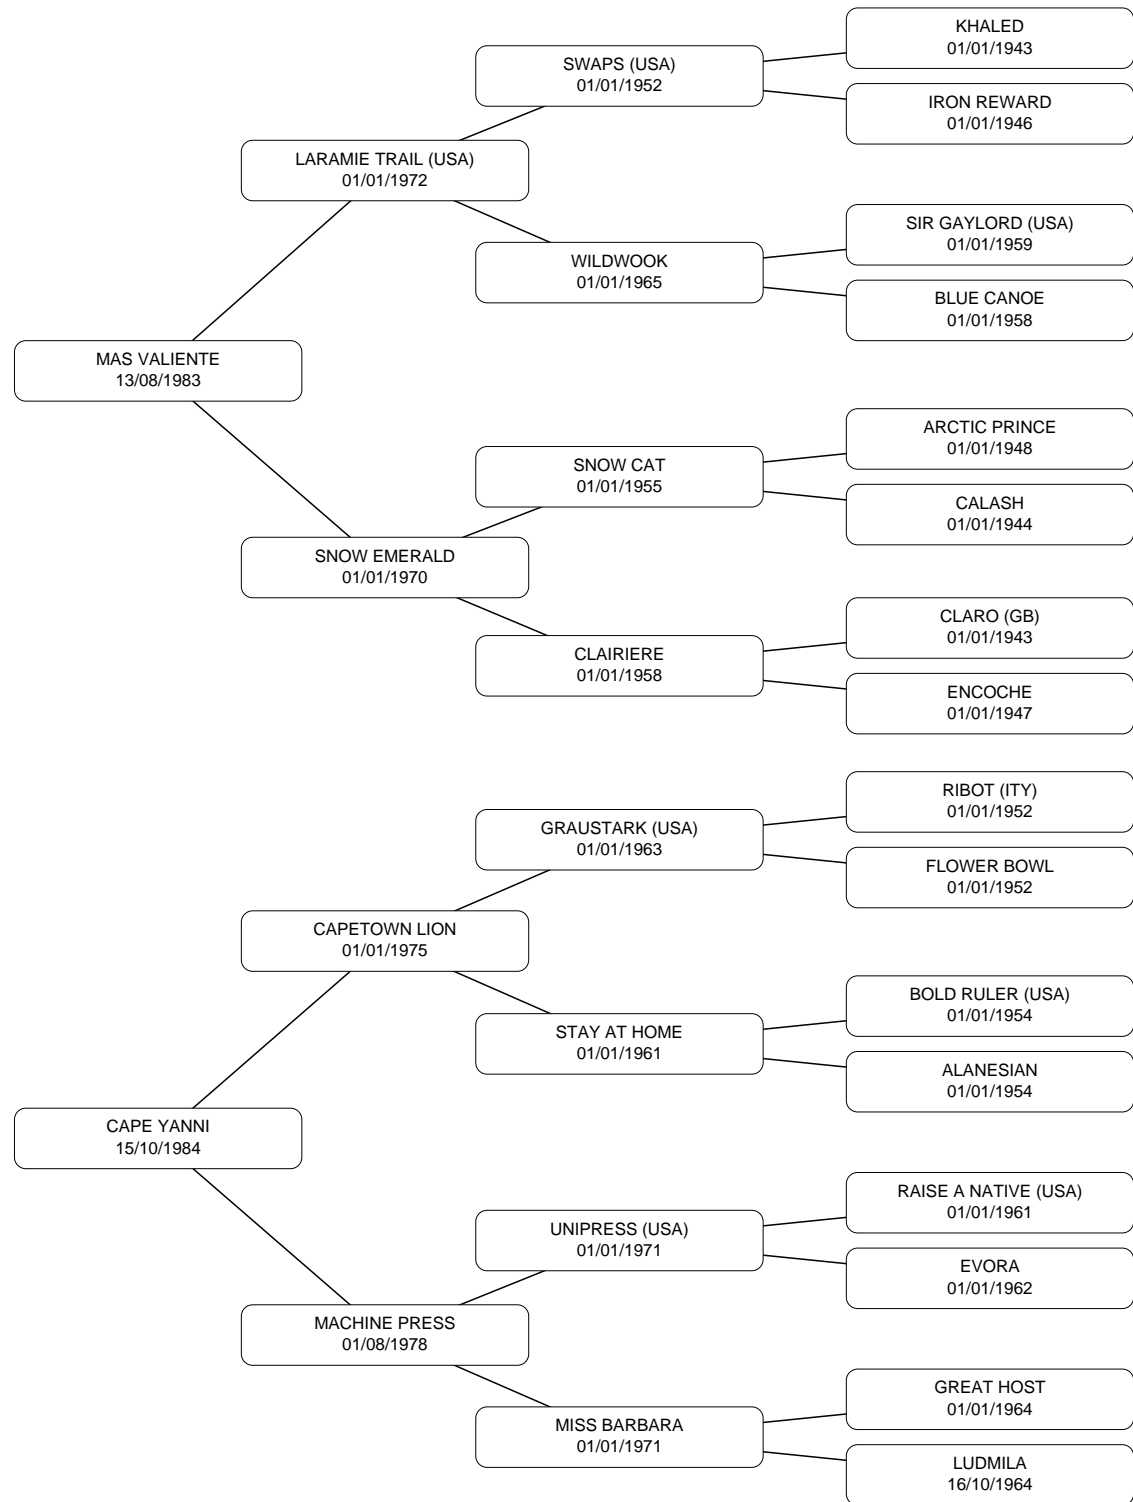 KHALED
01/01/1943
SWAPS (USA)
01/01/1952
IRON REWARD
01/01/1946
LARAMIE TRAIL (USA)
01/01/1972
SIR GAYLORD (USA)
01/01/1959
WILDWOOK
01/01/1965
BLUE CANOE
01/01/1958
MAS VALIENTE
13/08/1983
ARCTIC PRINCE
01/01/1948
SNOW CAT
01/01/1955
CALASH
01/01/1944
SNOW EMERALD
01/01/1970
CLARO (GB)
01/01/1943
CLAIRIERE
01/01/1958
ENCOCHE
01/01/1947
RIBOT (ITY)
01/01/1952
GRAUSTARK (USA)
01/01/1963
FLOWER BOWL
01/01/1952
CAPETOWN LION
01/01/1975
BOLD RULER (USA)
01/01/1954
STAY AT HOME
01/01/1961
ALANESIAN
01/01/1954
CAPE YANNI
15/10/1984
RAISE A NATIVE (USA)
01/01/1961
UNIPRESS (USA)
01/01/1971
EVORA
01/01/1962
MACHINE PRESS
01/08/1978
GREAT HOST
01/01/1964
MISS BARBARA
01/01/1971
LUDMILA
16/10/1964